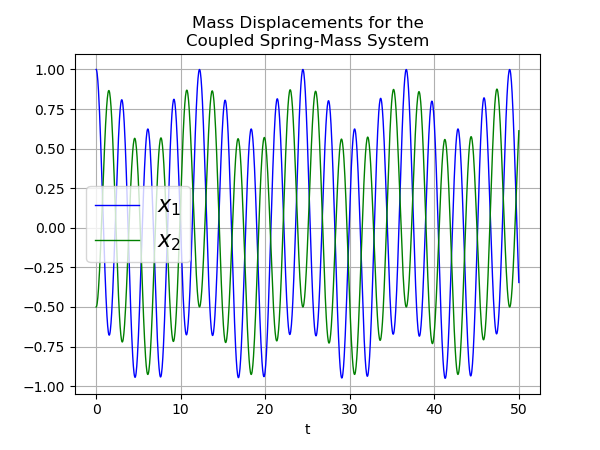 Mass Displacements for the
Coupled Spring-Mass System
1.00
0.75
0.50
0.25
0.00
−0.25
−0.50
−0.75
−1.00
x₁
x₂
0 10 20 30 40 50
t